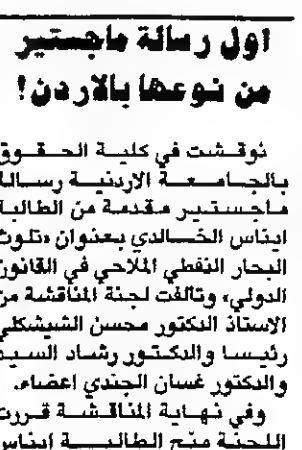 اول رسالة ماجستير
من نوعها بالاردن!
نوقشت في كلية الحقوق
بالجامعة الاردنية رسالة
ماجستير مقدمة من الطالبة
ايناس الخالدي بعنوان «تلوث
البحار النفطي الملاحي في القانون
الدولي» وتالفت لجنة المناقشة من
الاستاذ الدكتور محسن الشيشكلي
رئيسا والدكتور رشاد السيد
والدكتور غسان الجندي اعضاء.
وفي نهاية المناقشة قررت
اللجنة منح الطالبة ايناس